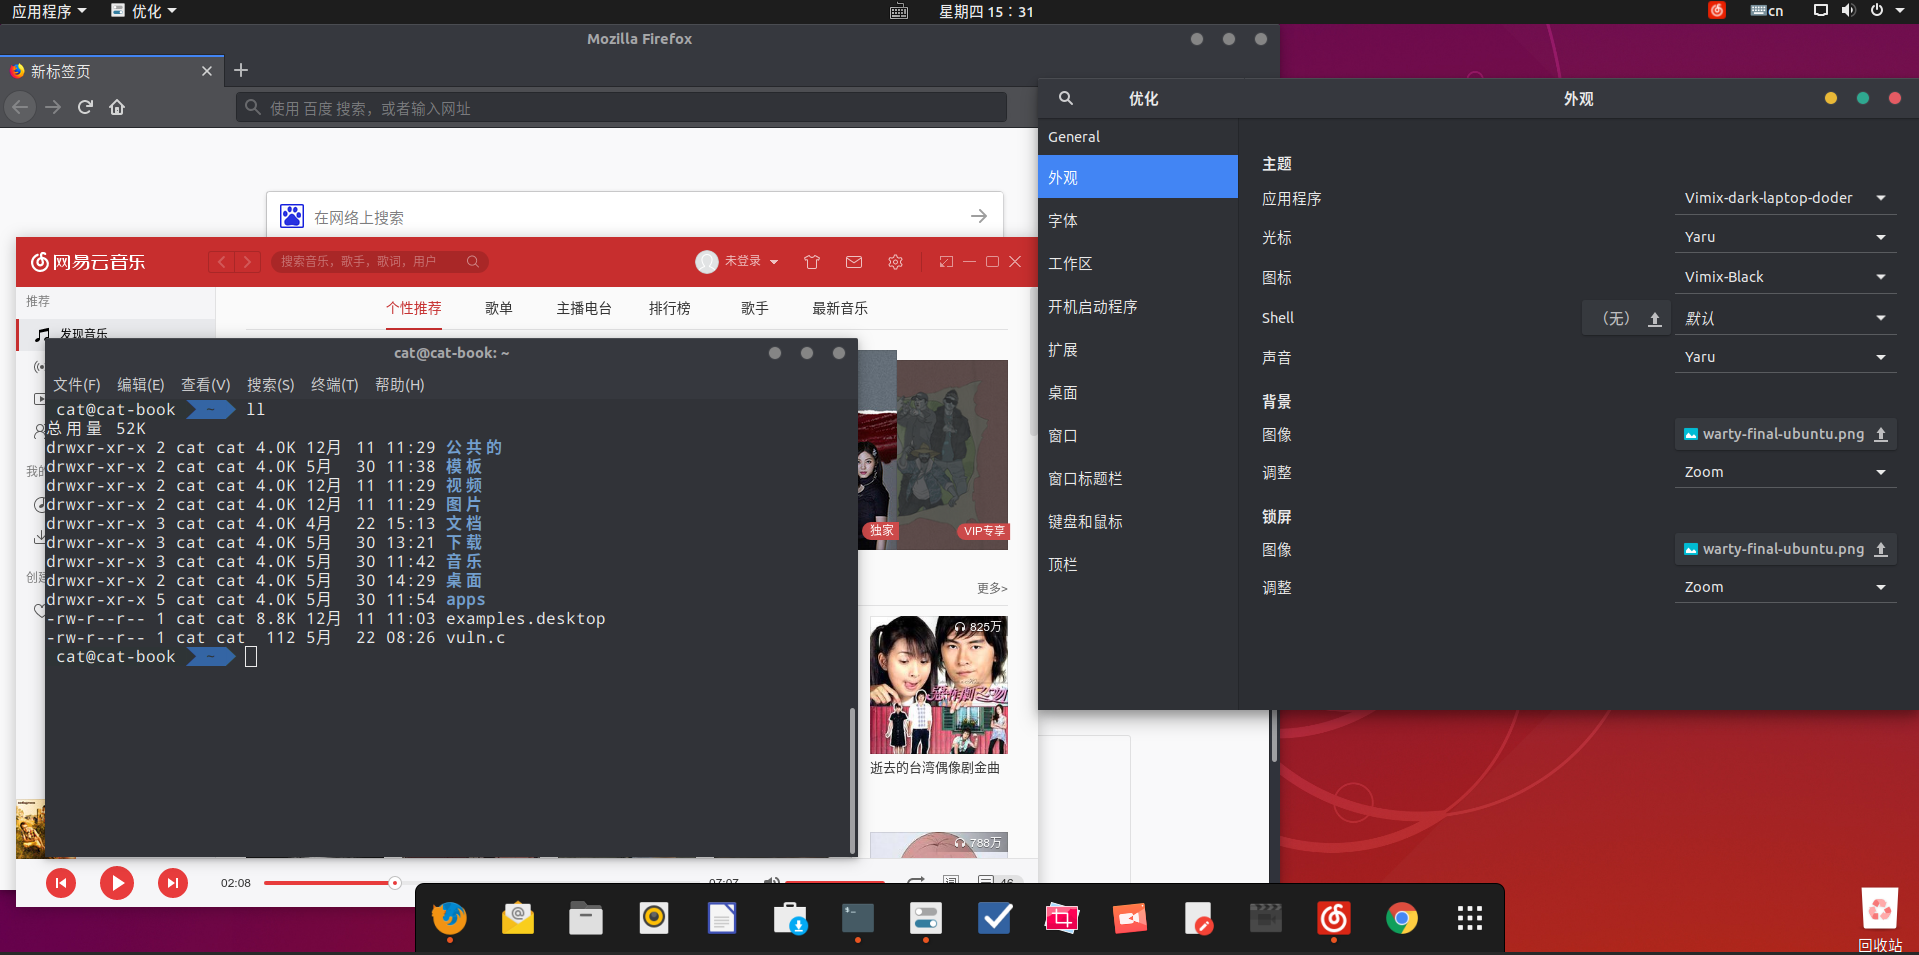 应用程序 优化 星期四 15：31 cn
Mozilla Firefox
新标签页
使用 百度 搜索，或者输入网址
在网络上搜索
优化 外观
General
外观
字体
工作区
开机启动程序
扩展
桌面
窗口
窗口标题栏
键盘和鼠标
顶栏
主题
应用程序 Vimix-dark-laptop-doder
光标 Yaru
图标 Vimix-Black
Shell （无） 默认
声音 Yaru
背景
图像 warty-final-ubuntu.png
调整 Zoom
锁屏
图像 warty-final-ubuntu.png
调整 Zoom
网易云音乐 搜索音乐，歌手，歌词，用户 未登录
推荐
发现音乐
个性推荐 歌单 主播电台 排行榜 歌手 最新音乐
独家 VIP专享
更多>
825万
惡作劇之吻
逝去的台湾偶像剧金曲
788万
我的
创建
02:08 07:07 词 46
cat@cat-book: ~
文件(F) 编辑(E) 查看(V) 搜索(S) 终端(T) 帮助(H)
cat@cat-book ~ ll
总用量 52K
drwxr-xr-x 2 cat cat 4.0K 12月 11 11:29 公共的
drwxr-xr-x 2 cat cat 4.0K 5月 30 11:38 模板
drwxr-xr-x 2 cat cat 4.0K 12月 11 11:29 视频
drwxr-xr-x 2 cat cat 4.0K 12月 11 11:29 图片
drwxr-xr-x 3 cat cat 4.0K 4月 22 15:13 文档
drwxr-xr-x 3 cat cat 4.0K 5月 30 13:21 下载
drwxr-xr-x 3 cat cat 4.0K 5月 30 11:42 音乐
drwxr-xr-x 2 cat cat 4.0K 5月 30 14:29 桌面
drwxr-xr-x 5 cat cat 4.0K 5月 30 11:54 apps
-rw-r--r-- 1 cat cat 8.8K 12月 11 11:03 examples.desktop
-rw-r--r-- 1 cat cat 112 5月 22 08:26 vuln.c
cat@cat-book ~
回收站